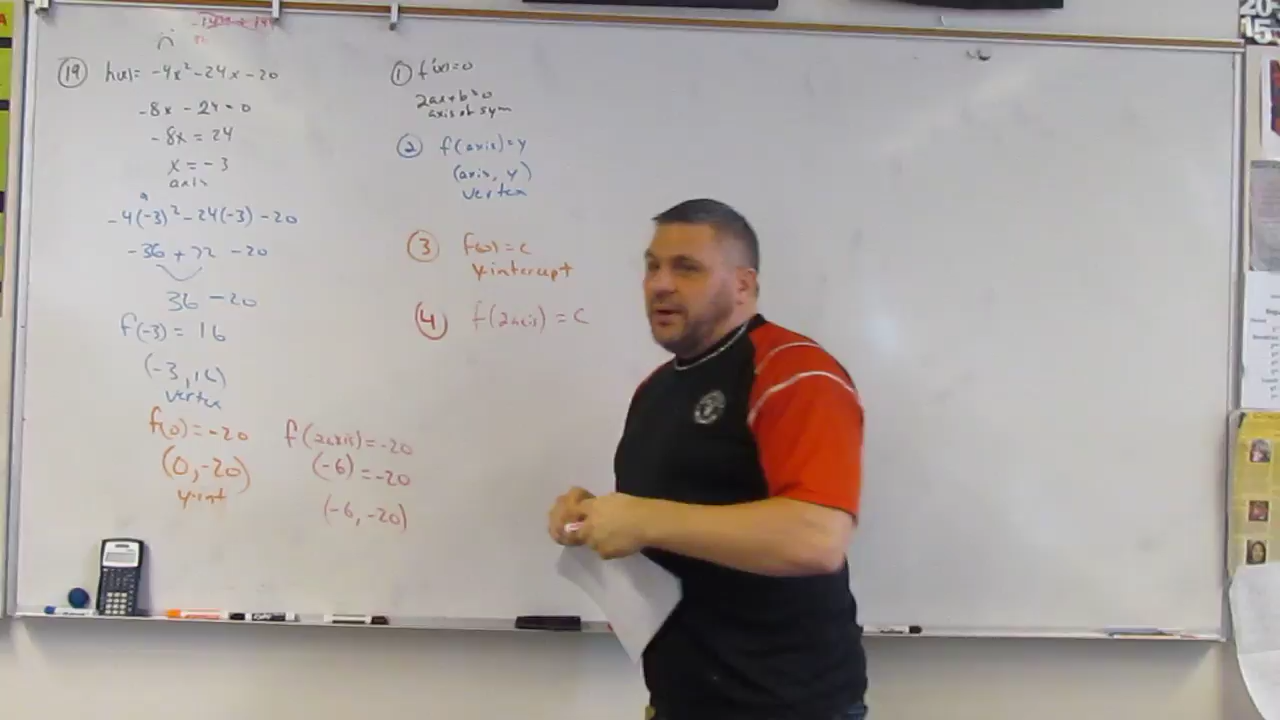 (19) h(x)= -4x² -24x -20
-8x - 24 = 0
-8x = 24
x = -3
axis
-4(-3)² -24(-3) -20
-36 + 72 -20
36 -20
f(-3) = 16
(-3, 16)
vertex
f(0) = -20
(0, -20)
y-int
f(2axis) = -20
(-6) = -20
(-6, -20)
(1) f'(x)=0
2ax+b=0
axis of sym
(2) f(axis)=y
(axis, y)
vertex
(3) f(0) = c
y-intercept
(4) f(2axis) = c
20
15